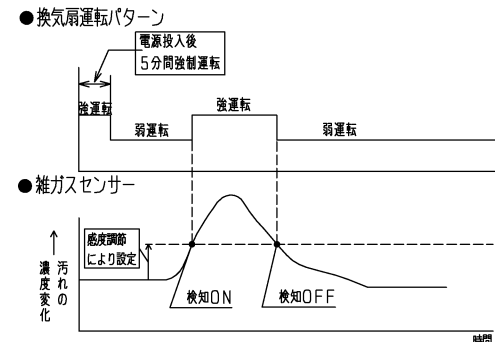 ●換気扇運転パターン
電源投入後
5分間強制運転
強運転
弱運転
強運転
弱運転
●雑ガスセンサー
感度調節
により設定
汚れの
濃度変化
検知ON
検知OFF
時間